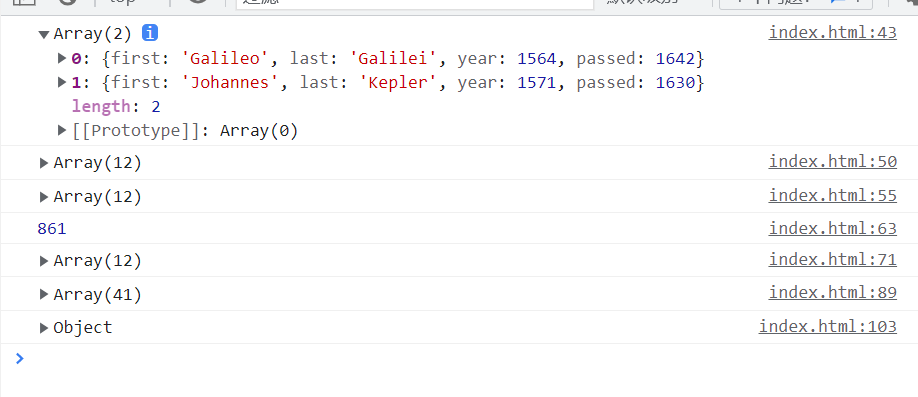 top
▼Array(2) i index.html:43
▶0: {first: 'Galileo', last: 'Galilei', year: 1564, passed: 1642}
▶1: {first: 'Johannes', last: 'Kepler', year: 1571, passed: 1630}
length: 2
▶[[Prototype]]: Array(0)
▶Array(12) index.html:50
▶Array(12) index.html:55
861 index.html:63
▶Array(12) index.html:71
▶Array(41) index.html:89
▶Object index.html:103
>